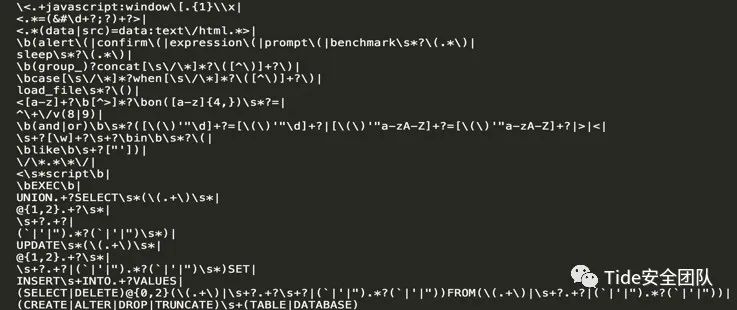 \<.+javascript:window\[.{1}\\x|
<.*=(&#\d+?;?)+?>|
<.*(data|src)=data:text\/html.*>|
\b(alert\(|confirm\(|expression\(|prompt\(|benchmark\s*?\(.*\)|
sleep\s*?\(.*\)|
\b(group_)?concat[\s\/\*]*?\([^\)]+?\)|
\bcase[\s\/\*]*?when[\s\/\*]*?\([^\)]+?\)|
load_file\s*?\()|
<[a-z]+?\b[^>]*?\bon([a-z]{4,})\s*?=|
^\+\/v(8|9)|
\b(and|or)\b\s*?([\(\)'"\d]+?=[\(\)'"\d]+?|[\(\)'"a-zA-Z]+?=[\(\)'"a-zA-Z]+?|>|<|
\s+?[\w]+?\s+?\bin\b\s*?\(|
\blike\b\s+?["'])|
\/\*.*\*\/|
<\s*script\b|
\bEXEC\b|
UNION.+?SELECT\s*(\(.+\)\s*|
@{1,2}.+?\s*|
\s+?.+?|
(`|'|").*?(`|'|")\s*)|
UPDATE\s*(\(.+\)\s*|
@{1,2}.+?\s*|
\s+?.+?|(`|'|").*?(`|'|")\s*)SET|
INSERT\s+INTO.+?VALUES|
(SELECT|DELETE)@{0,2}(\(.+\)|\s+?.+?\s+?|(`|'|").*?(`|'|"))FROM(\(.+\)|\s+?.+?|(`|'|").*?(`|'|"))|
(CREATE|ALTER|DROP|TRUNCATE)\s+(TABLE|DATABASE)
Tide安全团队